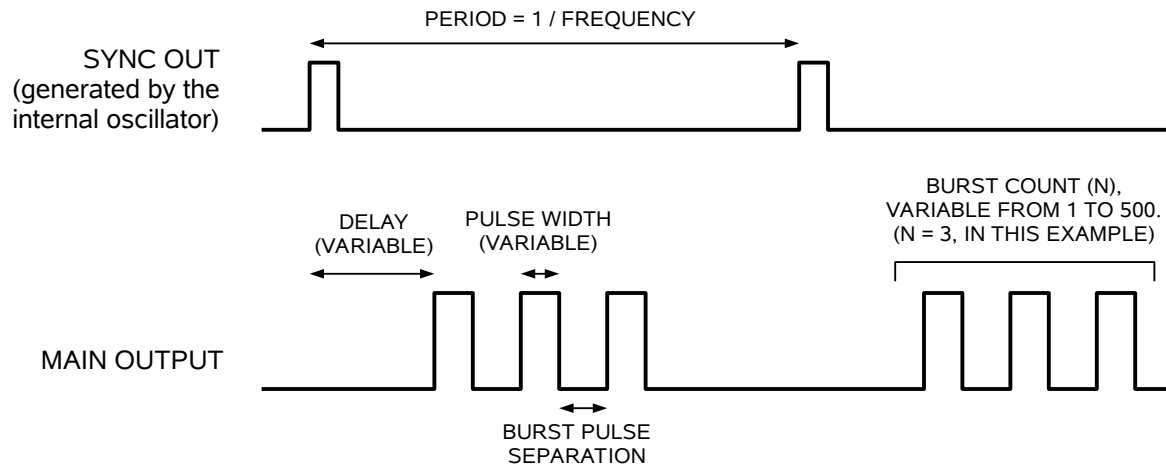 PERIOD = 1 / FREQUENCY
SYNC OUT
(generated by the
internal oscillator)
DELAY
(VARIABLE)
PULSE WIDTH
(VARIABLE)
BURST COUNT (N),
VARIABLE FROM 1 TO 500.
(N = 3, IN THIS EXAMPLE)
MAIN OUTPUT
BURST PULSE
SEPARATION